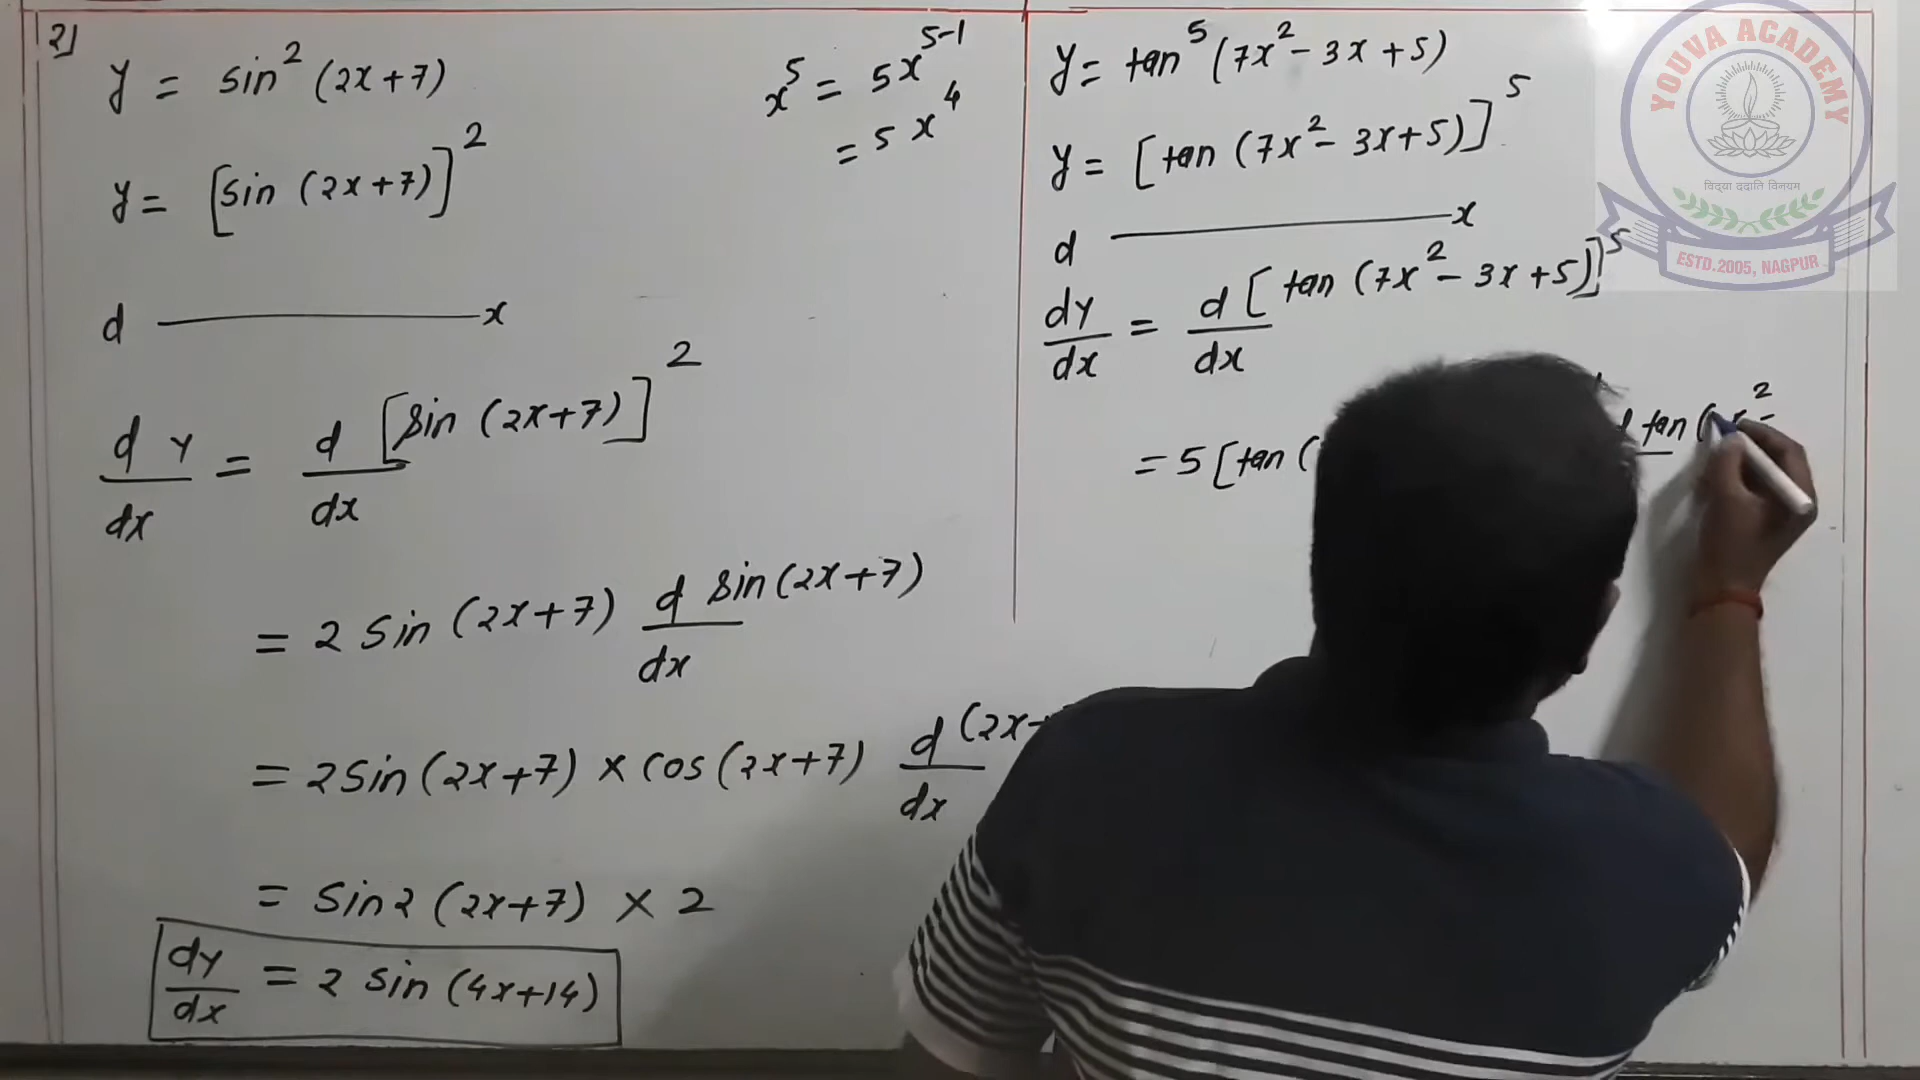 2)
y = sin² (2x+7)
y = [sin (2x+7)]²
d ——— x
dy/dx = d/dx [sin (2x+7)]²
= 2 sin (2x+7) d/dx sin(2x+7)
= 2sin(2x+7) × cos(2x+7) d/dx (2x+
= sin2 (2x+7) × 2
dy/dx = 2 sin (4x+14)
x⁵ = 5x⁵⁻¹
= 5x⁴
y = tan⁵ (7x² - 3x + 5)
y = [tan (7x² - 3x + 5)]⁵
d ——— x
dy/dx = d/dx [tan (7x² - 3x + 5)]⁵
= 5 [tan ( tan (
YOUVA ACADEMY
विद्या ददाति विनयम
ESTD.2005, NAGPUR